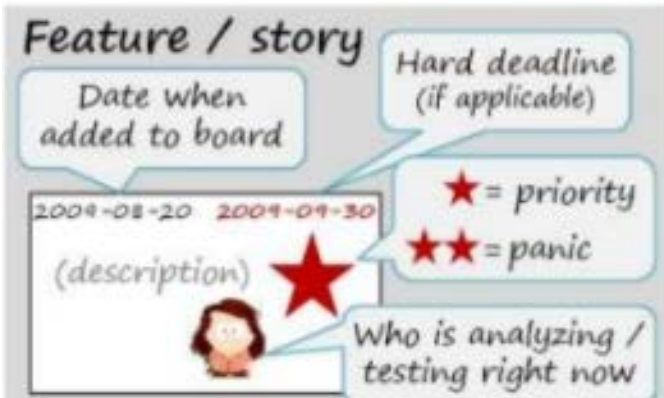 Feature / story
Date when
added to board
Hard deadline
(if applicable)
2009-08-20 2009-09-30
= priority
= panic
(description)
Who is analyzing /
testing right now